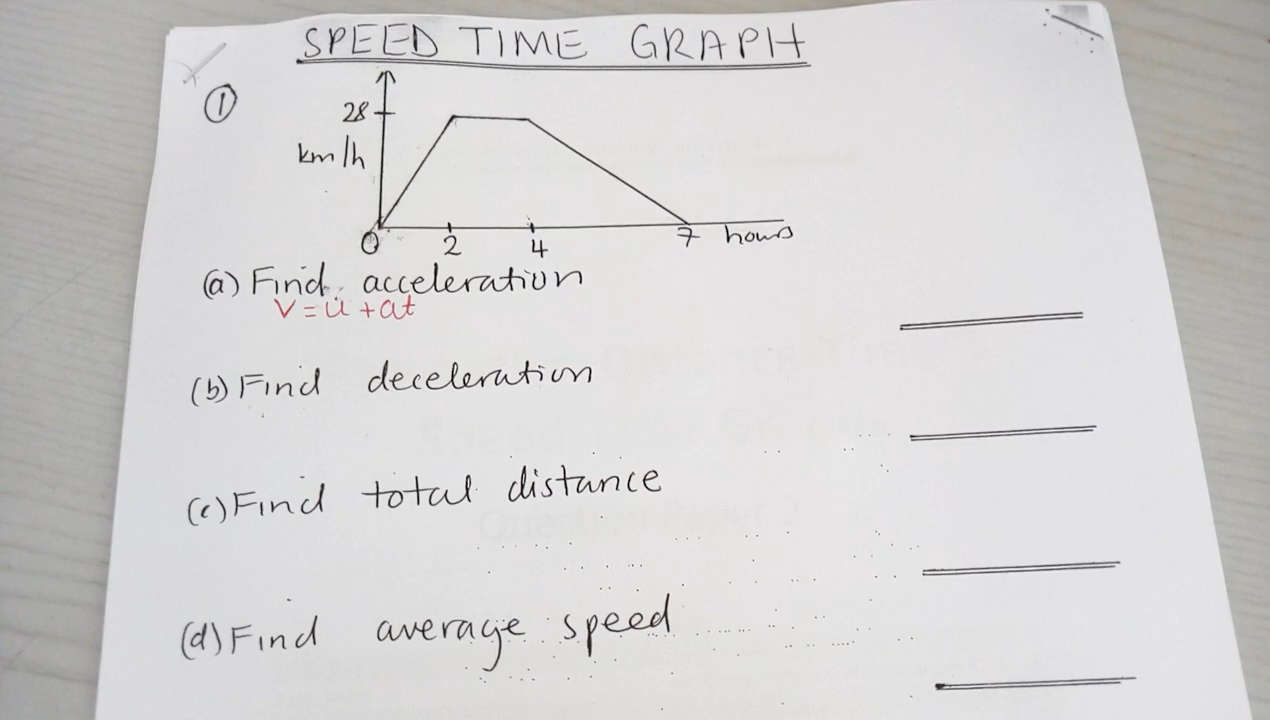 SPEED TIME GRAPH
①
28
km/h
0 2 4 7 hours
(a) Find acceleration
V = u + at
(b) Find deceleration
(c) Find total distance
(d) Find average speed